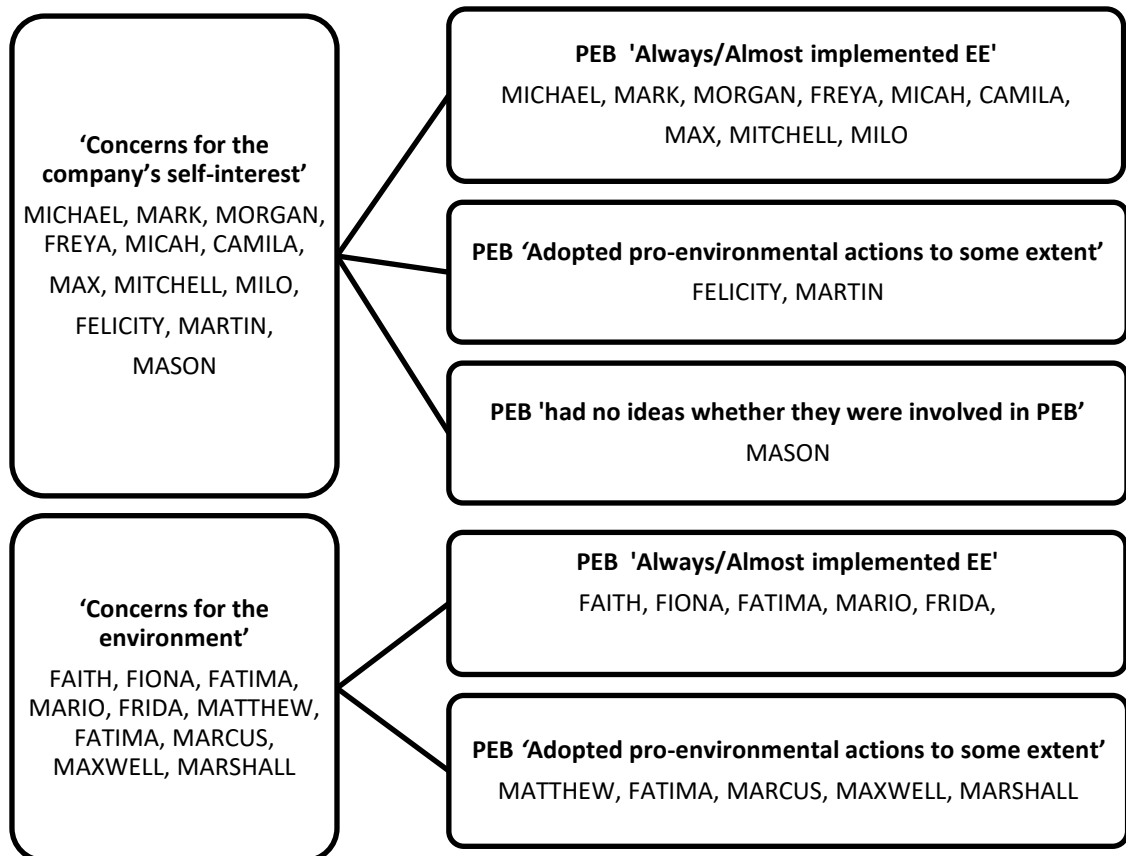 ‘Concerns for the
company’s self-interest’
MICHAEL, MARK, MORGAN,
FREYA, MICAH, CAMILA,
MAX, MITCHELL, MILO,
FELICITY, MARTIN,
MASON
PEB 'Always/Almost implemented EE'
MICHAEL, MARK, MORGAN, FREYA, MICAH, CAMILA,
MAX, MITCHELL, MILO
PEB ‘Adopted pro-environmental actions to some extent’
FELICITY, MARTIN
PEB 'had no ideas whether they were involved in PEB’
MASON
‘Concerns for the
environment’
FAITH, FIONA, FATIMA,
MARIO, FRIDA, MATTHEW,
FATIMA, MARCUS,
MAXWELL, MARSHALL
PEB 'Always/Almost implemented EE'
FAITH, FIONA, FATIMA, MARIO, FRIDA,
PEB ‘Adopted pro-environmental actions to some extent’
MATTHEW, FATIMA, MARCUS, MAXWELL, MARSHALL